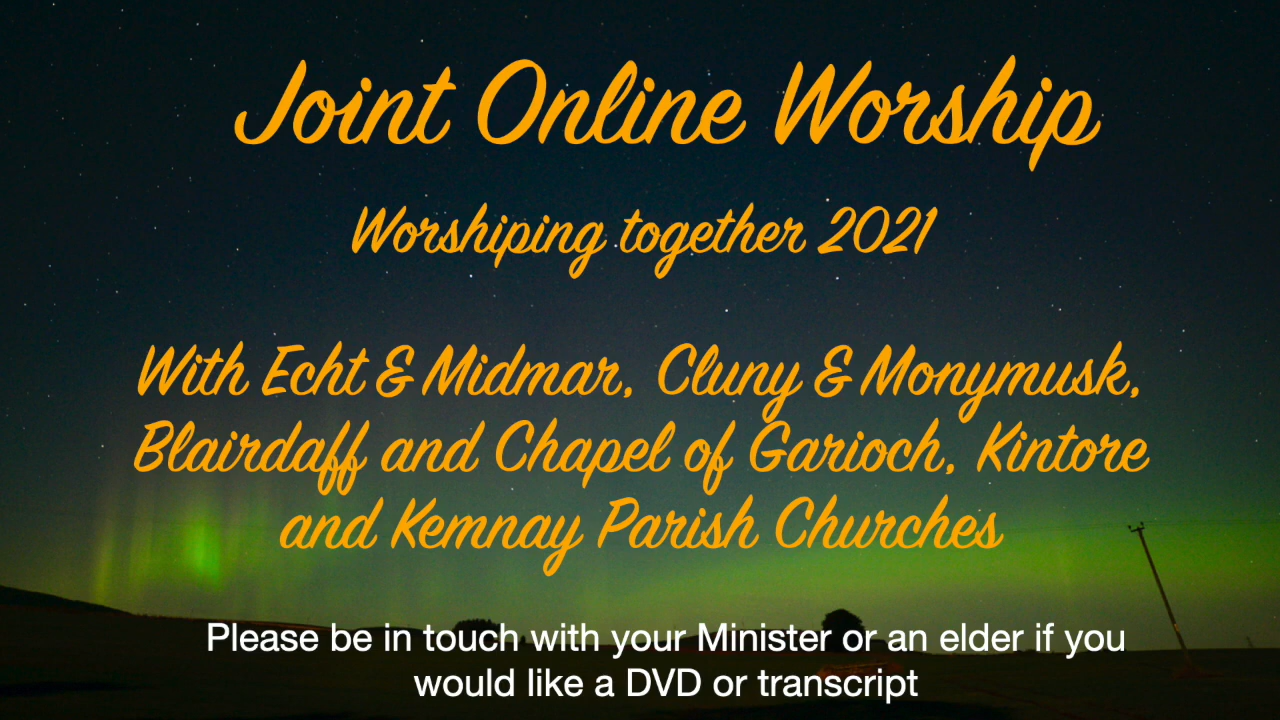 Joint Online Worship
Worshiping together 2021
With Echt & Midmar, Cluny & Monymusk,
Blairdaff and Chapel of Garioch, Kintore
and Kemnay Parish Churches
Please be in touch with your Minister or an elder if you
would like a DVD or transcript